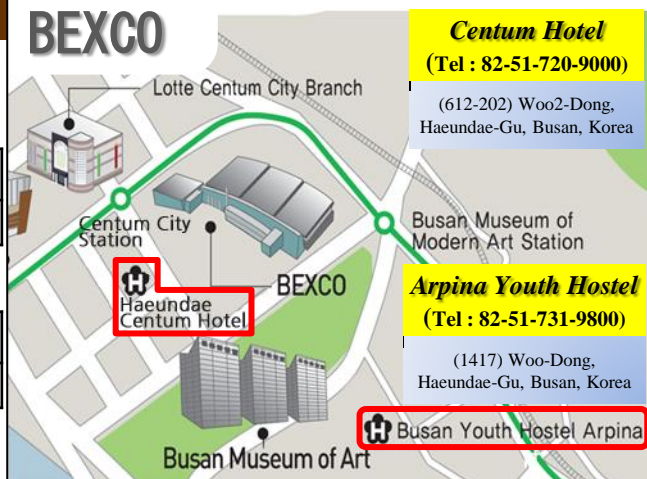 BEXCO
Centum Hotel
(Tel : 82-51-720-9000)
(612-202) Woo2-Dong,
Haeundae-Gu, Busan, Korea
Lotte Centum City Branch
Centum City
Station
Busan Museum of
Modern Art Station
BEXCO
H
Haeundae
Centum Hotel
Arpina Youth Hostel
(Tel : 82-51-731-9800)
(1417) Woo-Dong,
Haeundae-Gu, Busan, Korea
H Busan Youth Hostel Arpina
Busan Museum of Art